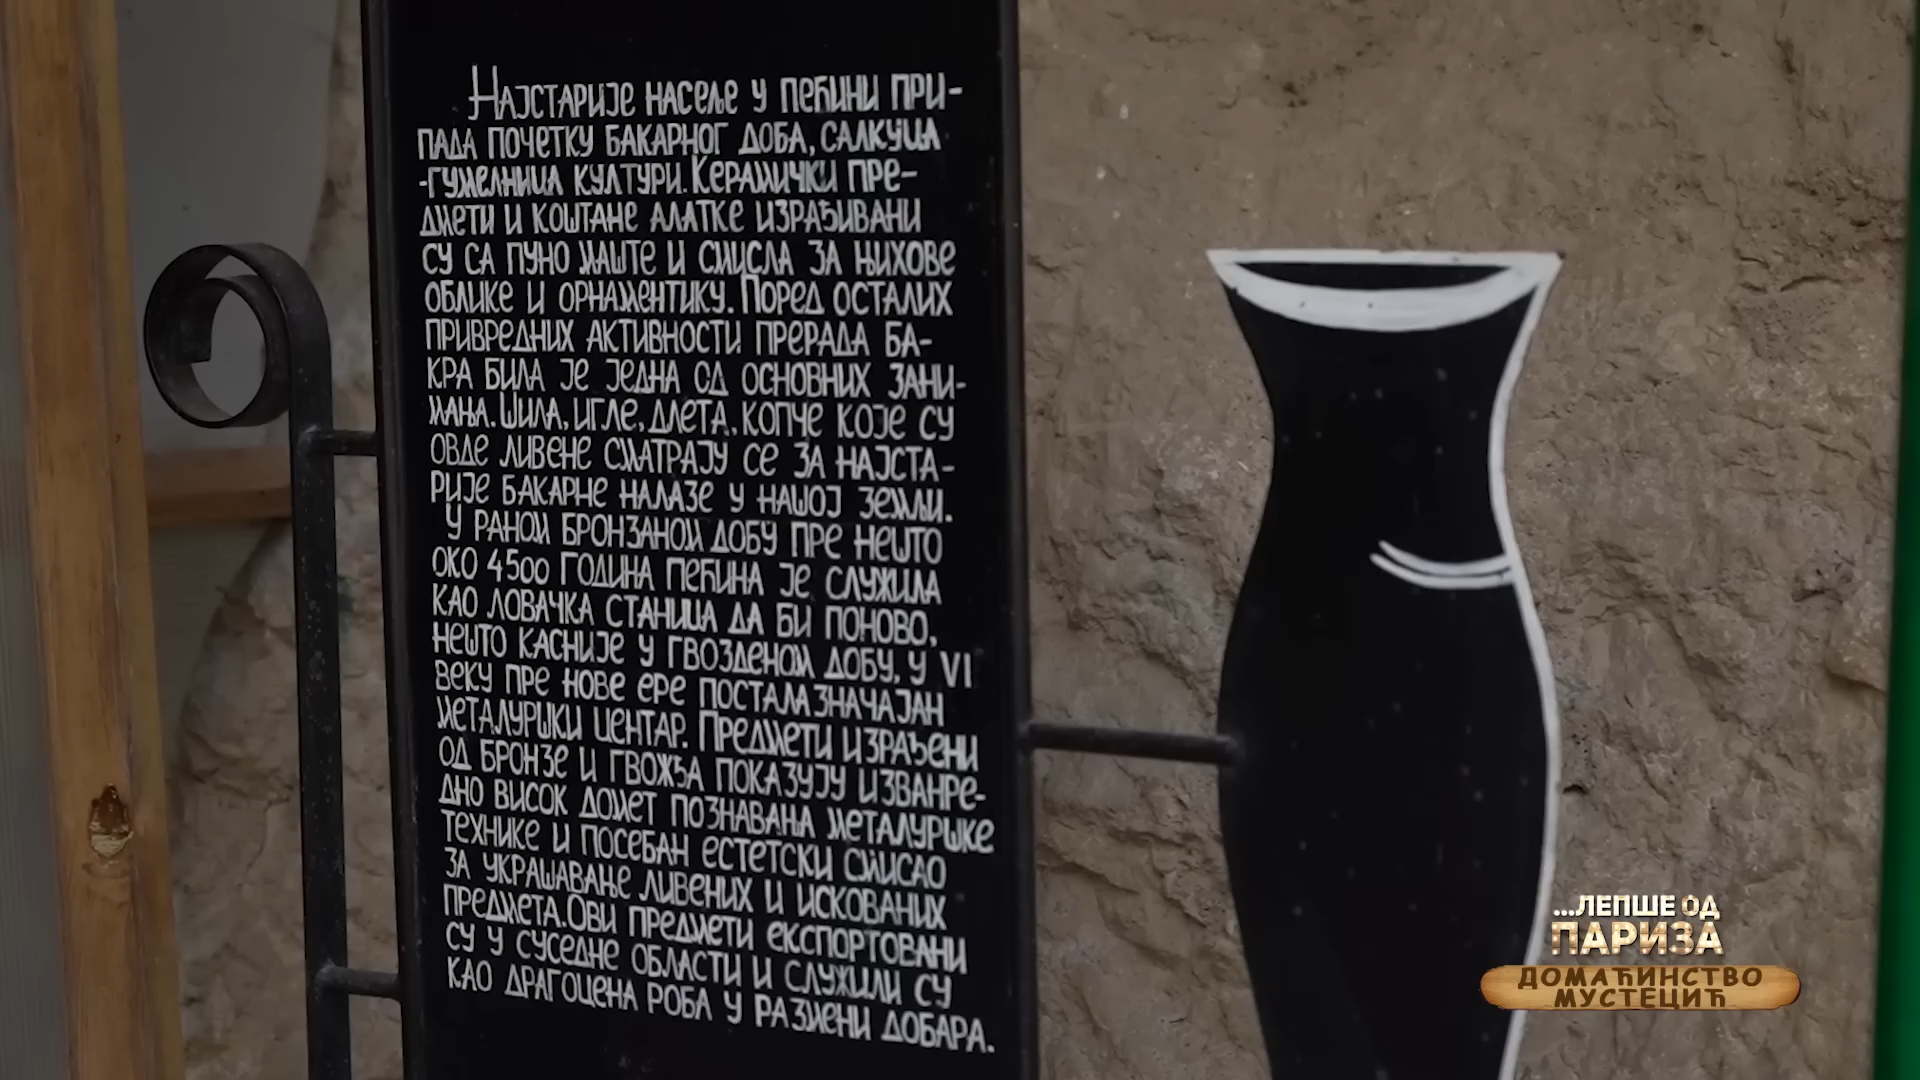 Најстарије насеље у пећини при-
пада почетку бакарног доба, салкуца
-гумелница култури. Керамички пре-
дмети и коштане алатке израђивани
су са пуно маште и смисла за њихове
облике и орнаментику. Поред осталих
привредних активности прерада ба-
кра била је једна од основних зани-
мања. Шила, игле, длета, копче које су
овде ливене сматрају се за најста-
рије бакарне налазе у нашој земљи.
У раном бронзаном добу пре нешто
око 4500 година пећина је служила
као ловачка станица да би поново,
нешто касније у гвозденом добу, у VI
веку пре нове ере постала значајан
металуршки центар. Предмети израђени
од бронзе и гвожђа показују изванре-
дно висок домет познавања металуршке
технике и посебан естетски смисао
за украшавање ливених и искованих
предмета. Ови предмети експортовани
су у суседне области и служили су
као драгоцена роба у размени добара.
...ЛЕПШЕ ОД
ПАРИЗА
ДОМАЋИНСТВО
МУСТЕЦИЋ